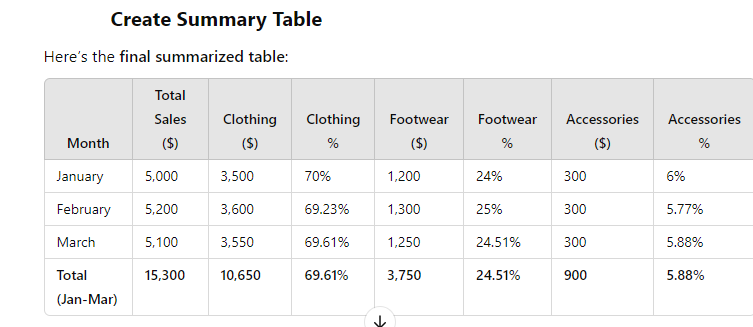 Create Summary Table
Here's the final summarized table:
Month Total Sales ($) Clothing ($) Clothing % Footwear ($) Footwear % Accessories ($) Accessories %
January 5,000 3,500 70% 1,200 24% 300 6%
February 5,200 3,600 69.23% 1,300 25% 300 5.77%
March 5,100 3,550 69.61% 1,250 24.51% 300 5.88%
Total (Jan-Mar) 15,300 10,650 69.61% 3,750 24.51% 900 5.88%